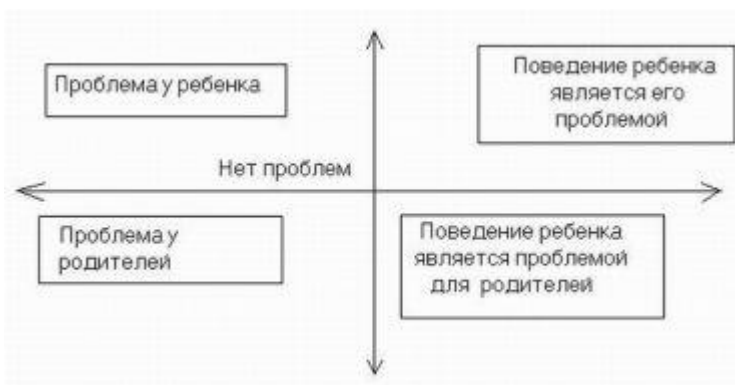 Проблема у ребенка
Поведение ребенка
является его
проблемой
Нет проблем
Проблема у
родителей
Поведение ребенка
является проблемой
для родителей